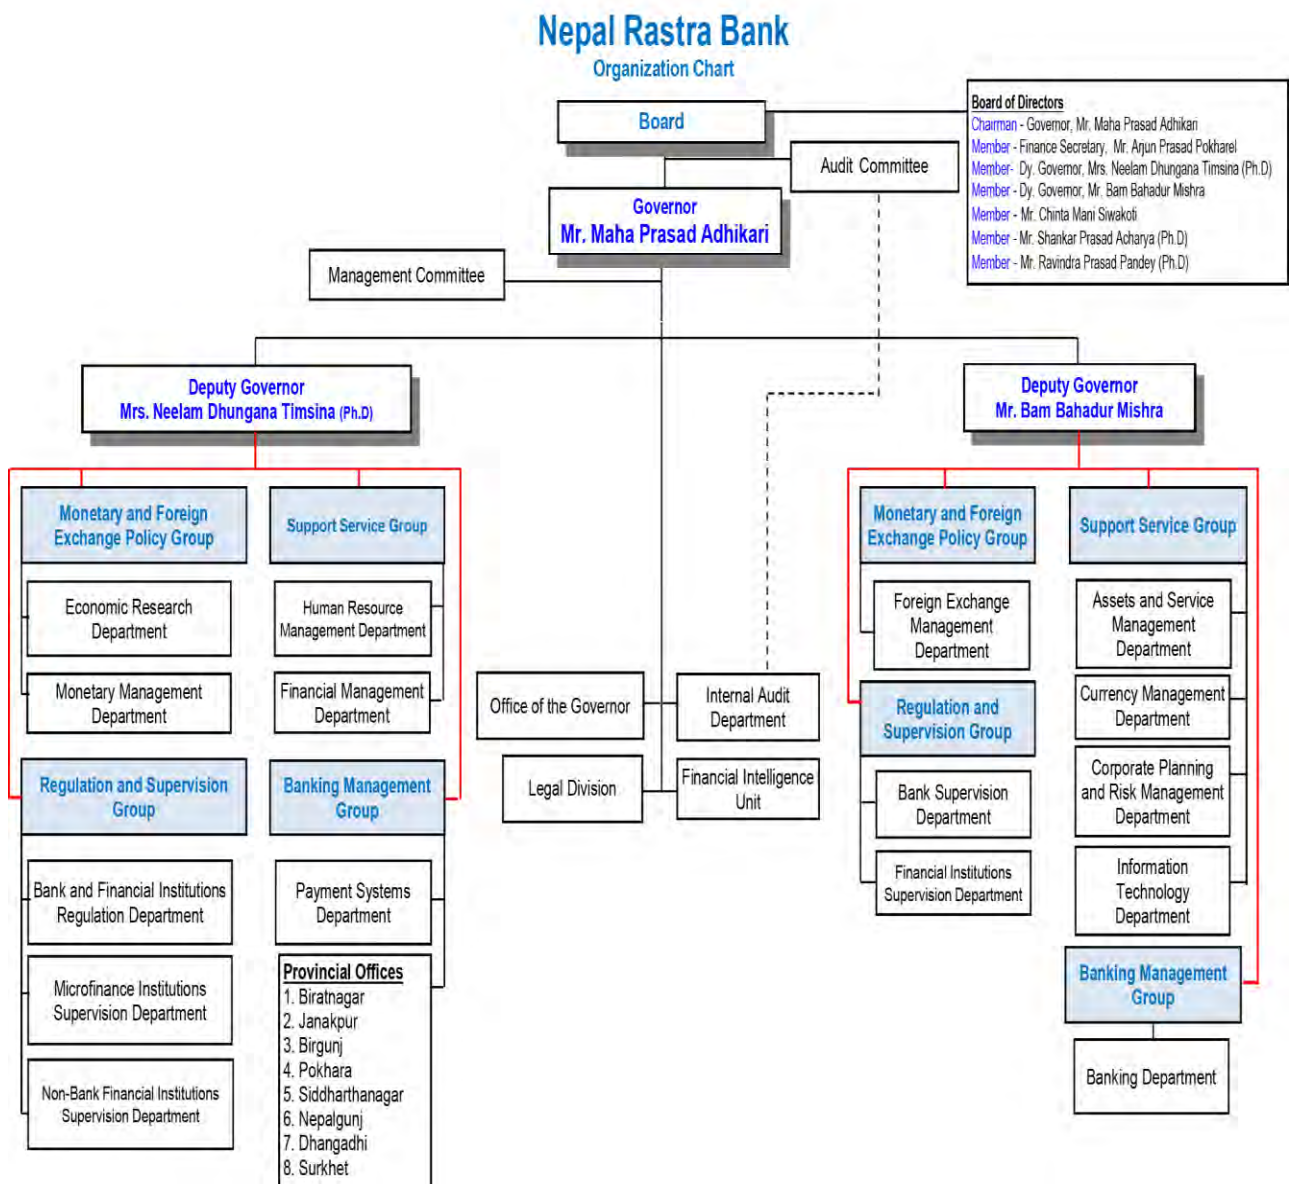 Nepal Rastra Bank
Organization Chart
Board
Board of Directors
Chairman - Governor, Mr. Maha Prasad Adhikari
Member - Finance Secretary, Mr. Arjun Prasad Pokharel
Member- Dy. Governor, Mrs. Neelam Dhungana Timsina (Ph.D)
Member - Dy. Governor, Mr. Bam Bahadur Mishra
Member - Mr. Chinta Mani Siwakoti
Member - Mr. Shankar Prasad Acharya (Ph.D)
Member - Mr. Ravindra Prasad Pandey (Ph.D)
Audit Committee
Governor
Mr. Maha Prasad Adhikari
Management Committee
Deputy Governor
Mrs. Neelam Dhungana Timsina (Ph.D)
Deputy Governor
Mr. Bam Bahadur Mishra
Monetary and Foreign
Exchange Policy Group
Economic Research
Department
Monetary Management
Department
Support Service Group
Human Resource
Management Department
Financial Management
Department
Regulation and Supervision
Group
Bank and Financial Institutions
Regulation Department
Microfinance Institutions
Supervision Department
Non-Bank Financial Institutions
Supervision Department
Banking Management
Group
Payment Systems
Department
Provincial Offices
1. Biratnagar
2. Janakpur
3. Birgunj
4. Pokhara
5. Siddharthanagar
6. Nepalgunj
7. Dhangadhi
8. Surkhet
Office of the Governor
Internal Audit
Department
Legal Division
Financial Intelligence
Unit
Monetary and Foreign
Exchange Policy Group
Foreign Exchange
Management
Department
Regulation and
Supervision Group
Bank Supervision
Department
Financial Institutions
Supervision Department
Support Service Group
Assets and Service
Management
Department
Currency Management
Department
Corporate Planning
and Risk Management
Department
Information
Technology
Department
Banking Management
Group
Banking Department